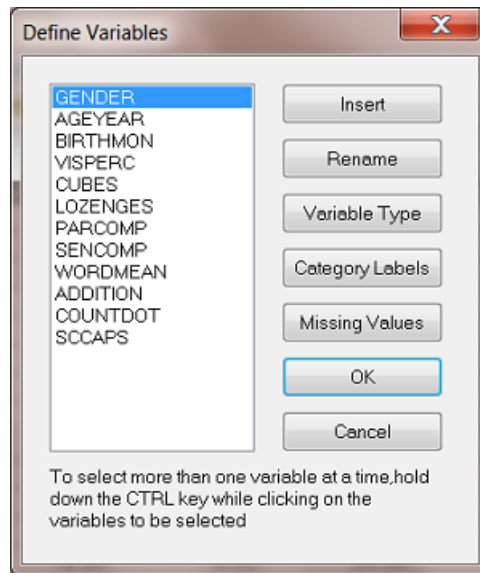 Define Variables
X
GENDER
AGEYEAR
BIRTHMON
VISPERC
CUBES
LOZENGES
PARCOMP
SENCOMP
WORDMEAN
ADDITION
COUNTDOT
SCCAPS
Insert
Rename
Variable Type
Category Labels
Missing Values
OK
Cancel
To select more than one variable at a time,hold
down the CTRL key while clicking on the
variables to be selected